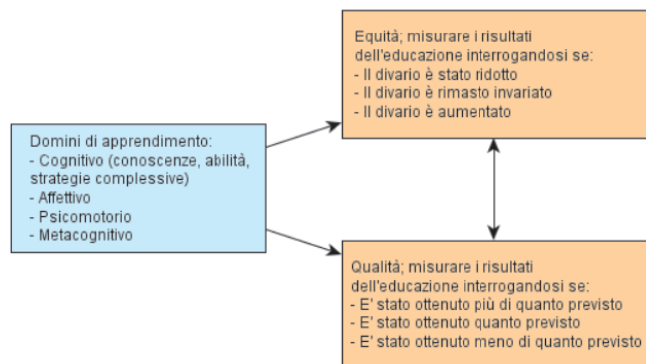 Equità; misurare i risultati
dell'educazione interrogandosi se:
- Il divario è stato ridotto
- Il divario è rimasto invariato
- Il divario è aumentato
Domini di apprendimento:
- Cognitivo (conoscenze, abilità,
strategie complessive)
- Affettivo
- Psicomotorio
- Metacognitivo
Qualità; misurare i risultati
dell'educazione interrogandosi se:
- E' stato ottenuto più di quanto previsto
- E' stato ottenuto quanto previsto
- E' stato ottenuto meno di quanto previsto